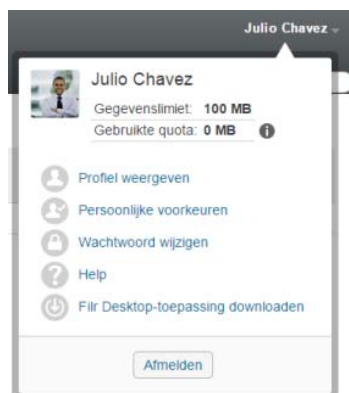 Julio Chavez
Julio Chavez
Gegevenslimiet: 100 MB
Gebruikte quota: 0 MB
Profiel weergeven
Persoonlijke voorkeuren
Wachtwoord wijzigen
Help
Filr Desktop-toepassing downloaden
Afmelden